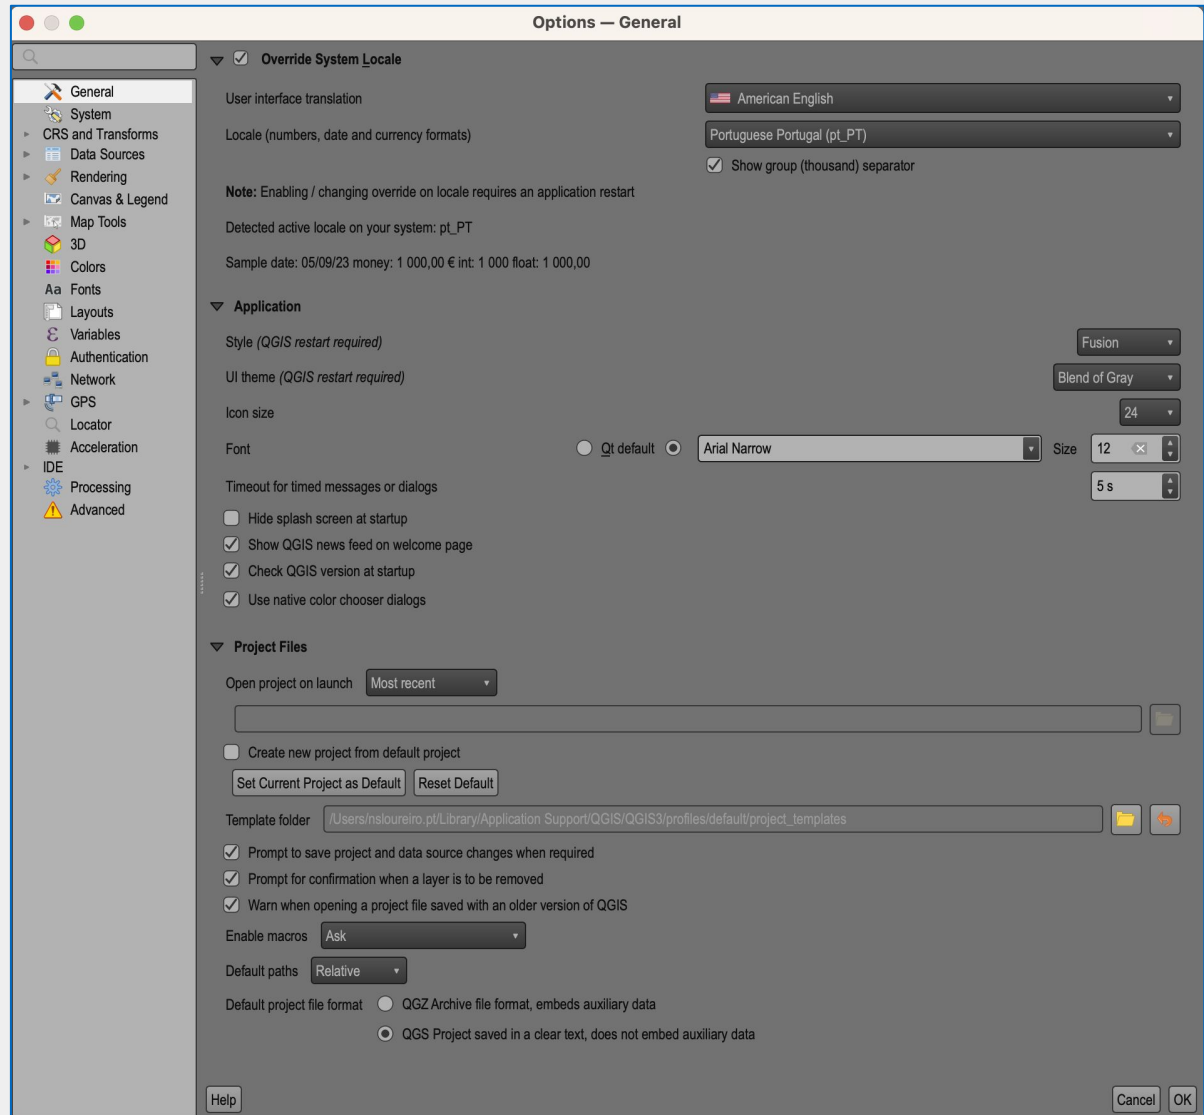 Options — General
General
System
CRS and Transforms
Data Sources
Rendering
Canvas & Legend
Map Tools
3D
Colors
Aa Fonts
Layouts
ε Variables
Authentication
Network
GPS
Locator
Acceleration
IDE
Processing
Advanced
Override System Locale
User interface translation American English
Locale (numbers, date and currency formats) Portuguese Portugal (pt_PT)
Show group (thousand) separator
Note: Enabling / changing override on locale requires an application restart
Detected active locale on your system: pt_PT
Sample date: 05/09/23 money: 1 000,00 € int: 1 000 float: 1 000,00
Application
Style (QGIS restart required) Fusion
UI theme (QGIS restart required) Blend of Gray
Icon size 24
Font Qt default Arial Narrow Size 12
Timeout for timed messages or dialogs 5 s
Hide splash screen at startup
Show QGIS news feed on welcome page
Check QGIS version at startup
Use native color chooser dialogs
Project Files
Open project on launch Most recent
Create new project from default project
Set Current Project as Default Reset Default
Template folder /Users/nsloureiro.pt/Library/Application Support/QGIS/QGIS3/profiles/default/project_templates
Prompt to save project and data source changes when required
Prompt for confirmation when a layer is to be removed
Warn when opening a project file saved with an older version of QGIS
Enable macros Ask
Default paths Relative
Default project file format QGZ Archive file format, embeds auxiliary data
QGS Project saved in a clear text, does not embed auxiliary data
Help Cancel OK